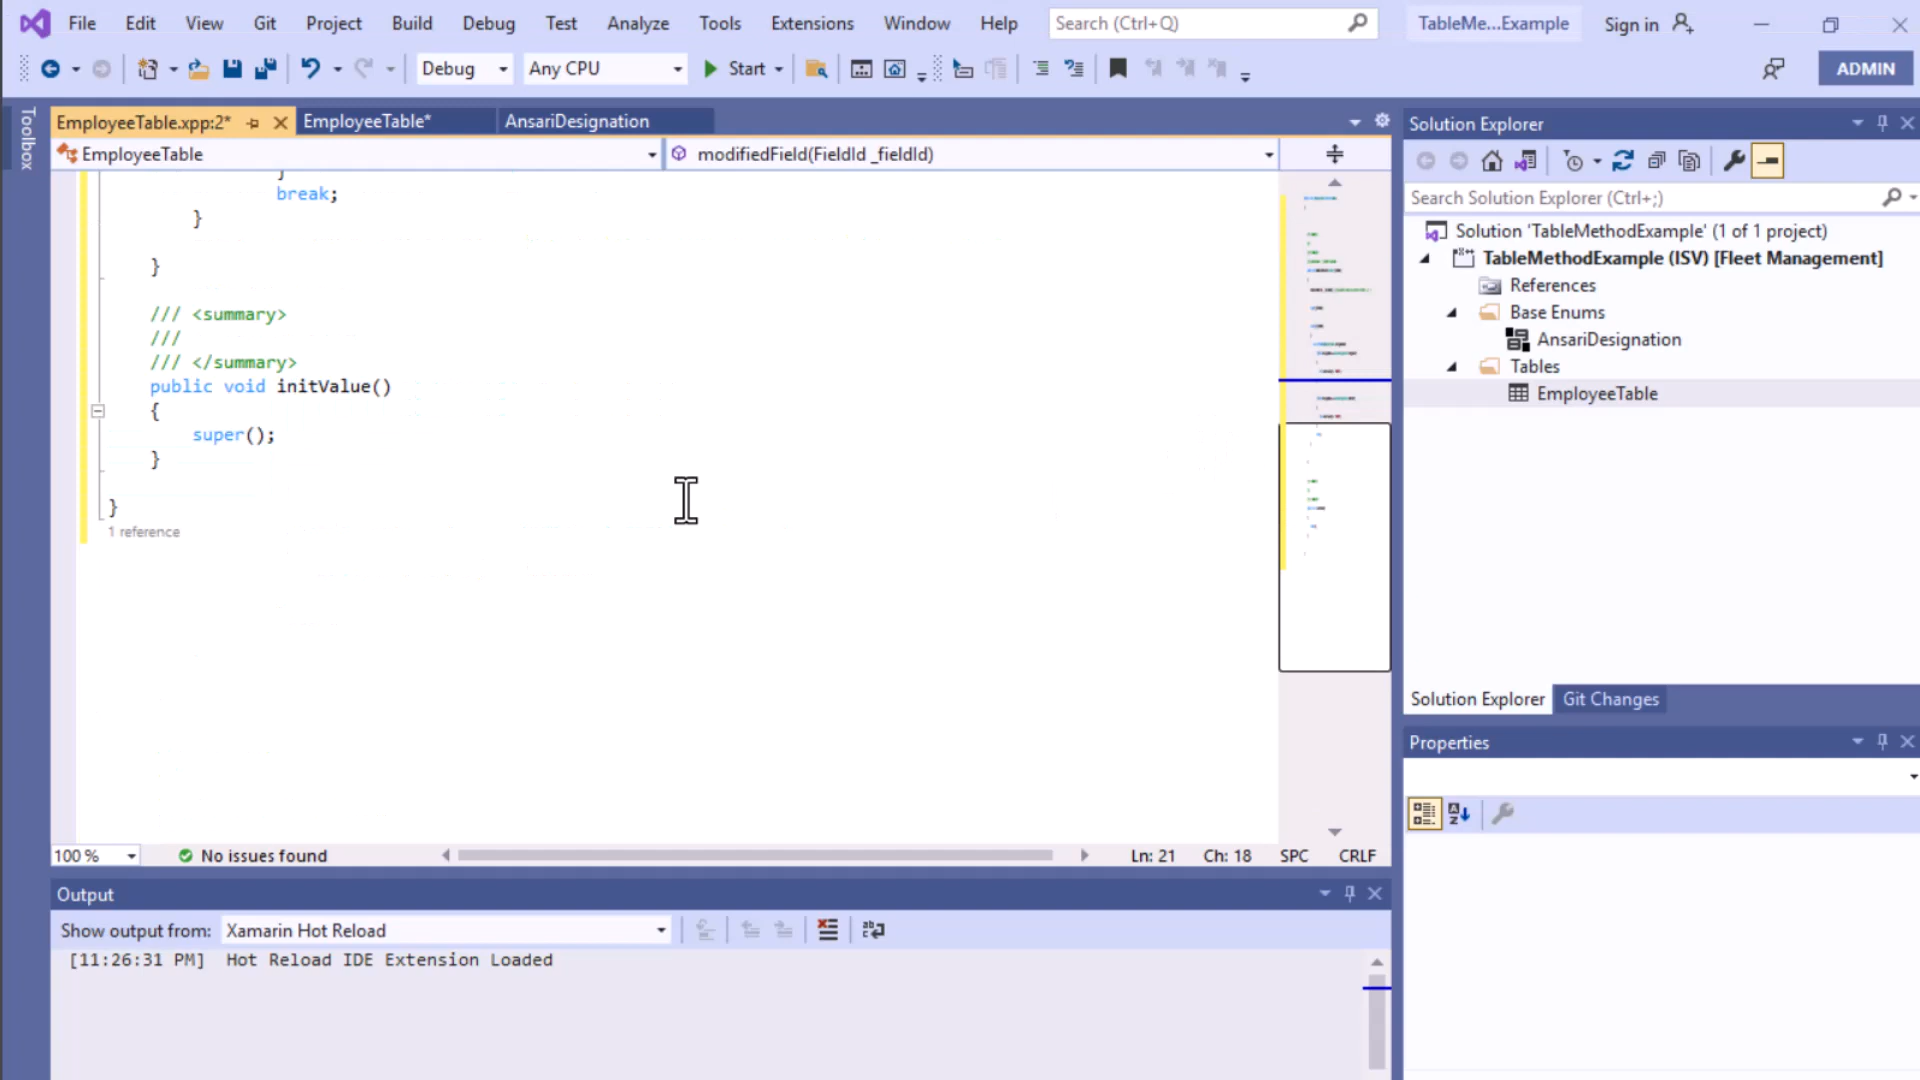 File Edit View Git Project Build Debug Test Analyze Tools Extensions Window Help Search (Ctrl+Q) TableMe...Example Sign in
Debug Any CPU Start ADMIN
Toolbox
EmployeeTable.xpp:2* EmployeeTable* AnsariDesignation
EmployeeTable modifiedField(FieldId _fieldId)
}
break;
}
}
/// <summary>
///
/// </summary>
public void initValue()
{
super();
}
}
1 reference
100 % No issues found Ln: 21 Ch: 18 SPC CRLF
Output
Show output from: Xamarin Hot Reload
[11:26:31 PM] Hot Reload IDE Extension Loaded
Solution Explorer
Search Solution Explorer (Ctrl+;)
Solution 'TableMethodExample' (1 of 1 project)
TableMethodExample (ISV) [Fleet Management]
References
Base Enums
AnsariDesignation
Tables
EmployeeTable
Solution Explorer Git Changes
Properties